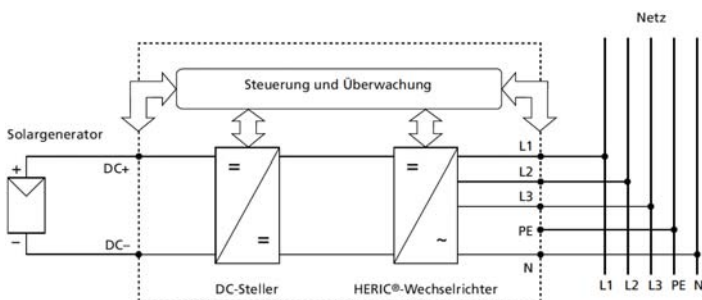 Netz
Steuerung und Überwachung
Solargenerator
L1
+
DC+
=
=
L2
L3
PE
–
DC–
=
~
N
DC-Steller
HERIC®-Wechselrichter
L1 L2 L3 PE N